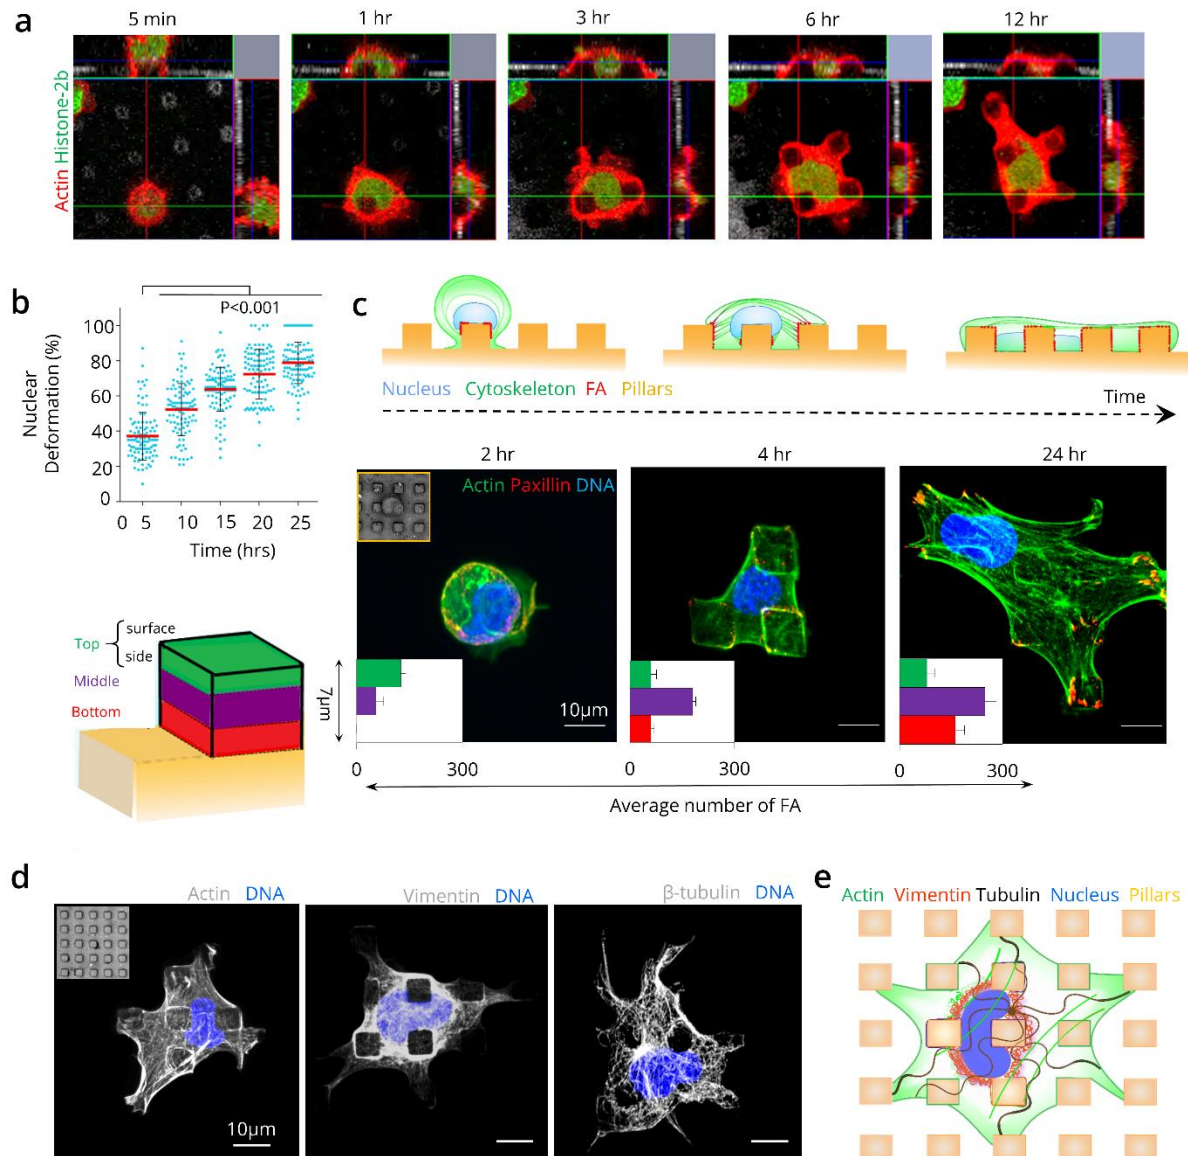 a
5 min
1 hr
3 hr
6 hr
12 hr
Actin Histone-2b
b
P<0.001
Nuclear
Deformation (%)
100
80
60
40
20
0
0 5 10 15 20 25
Time (hrs)
c
Nucleus Cytoskeleton FA Pillars
Time
2 hr
4 hr
24 hr
Actin Paxillin DNA
7μm
10μm
0 300
0 300
0 300
Average number of FA
Top
surface
side
Middle
Bottom
d
Actin DNA
Vimentin DNA
β-tubulin DNA
10μm
e
Actin Vimentin Tubulin Nucleus Pillars